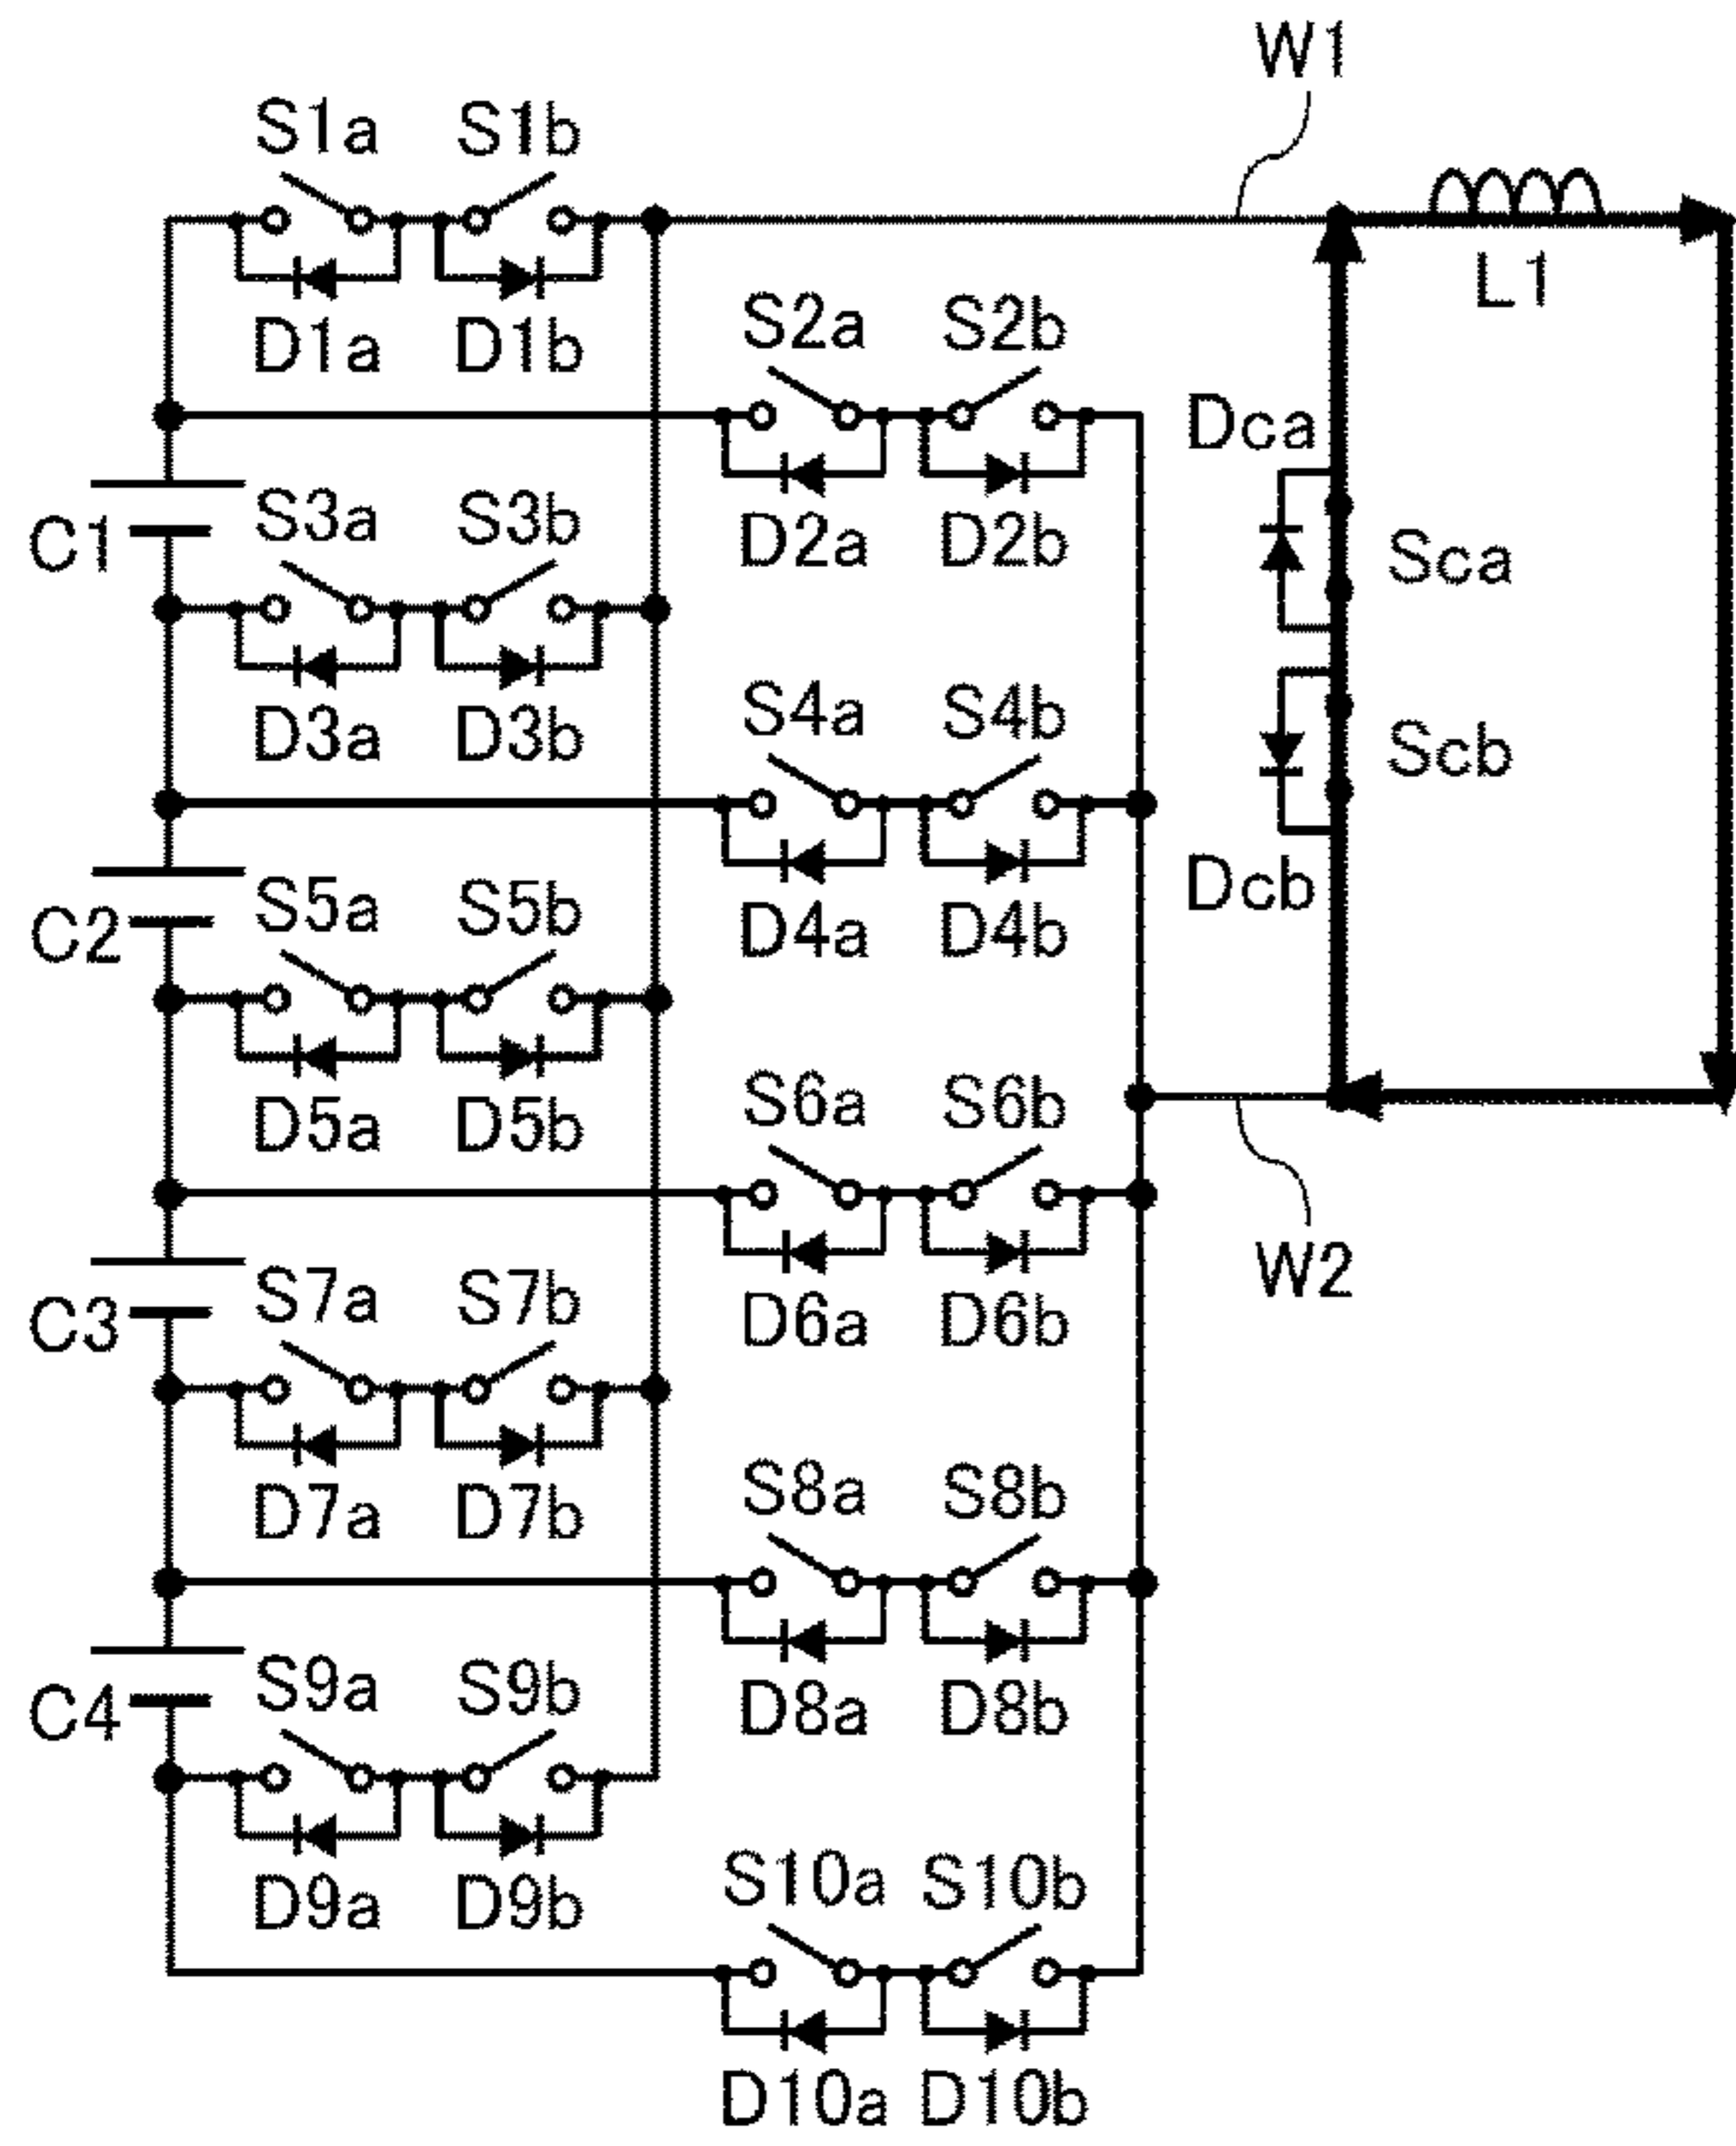 W1
S1a S1b
L1
D1a D1b
S2a S2b
Dca
C1
S3a S3b
D2a D2b
Sca
D3a D3b
S4a S4b
Scb
Dcb
C2
S5a S5b
D4a D4b
D5a D5b
S6a S6b
W2
C3
S7a S7b
D6a D6b
D7a D7b
S8a S8b
C4
S9a S9b
D8a D8b
D9a D9b
S10a S10b
D10a D10b